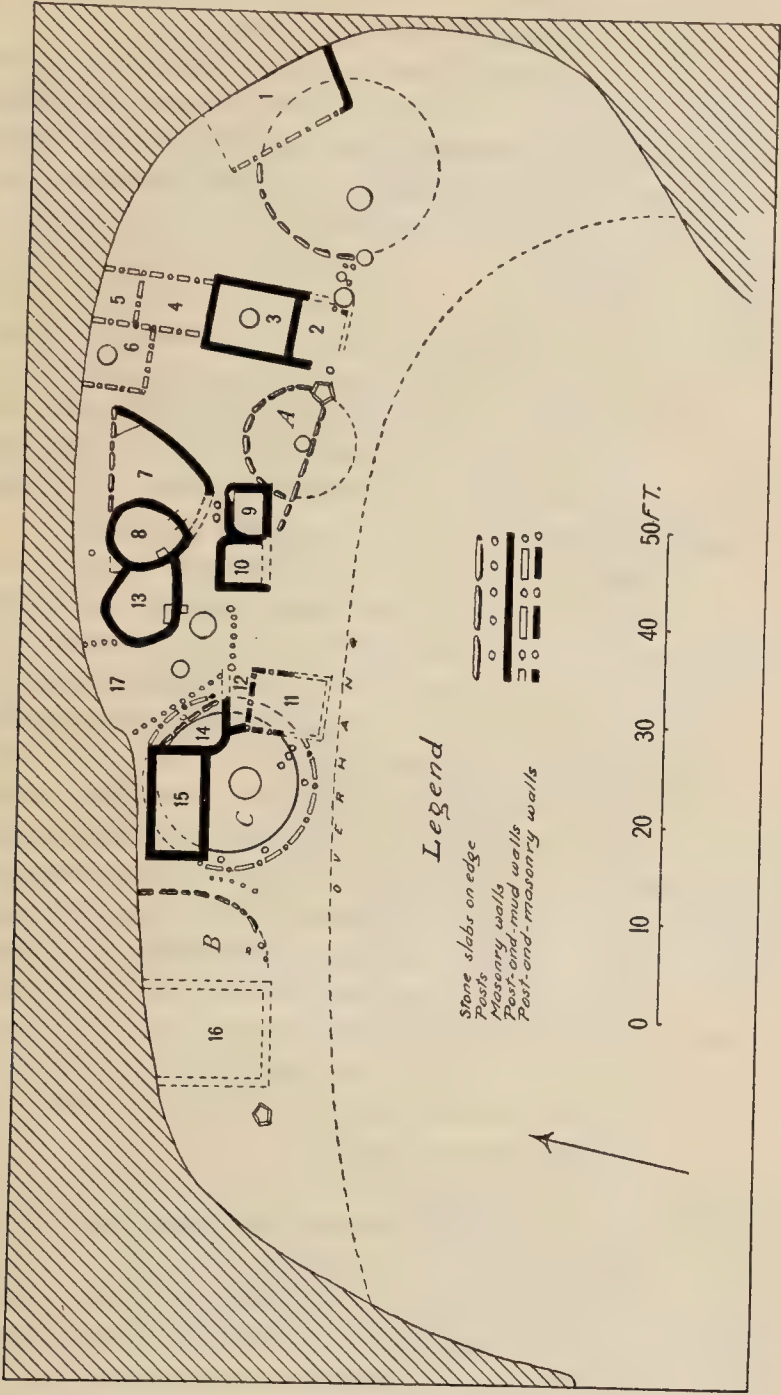 1
5
4
6
3
2
7
A
8
9
13
10
17
12
11
14
15
C
B
16
OVERHANG
Legend
Stone slabs on edge
Posts
Masonry walls
Post-and-mud walls
Post-and-masonry walls
0 10 20 30 40 50 FT.